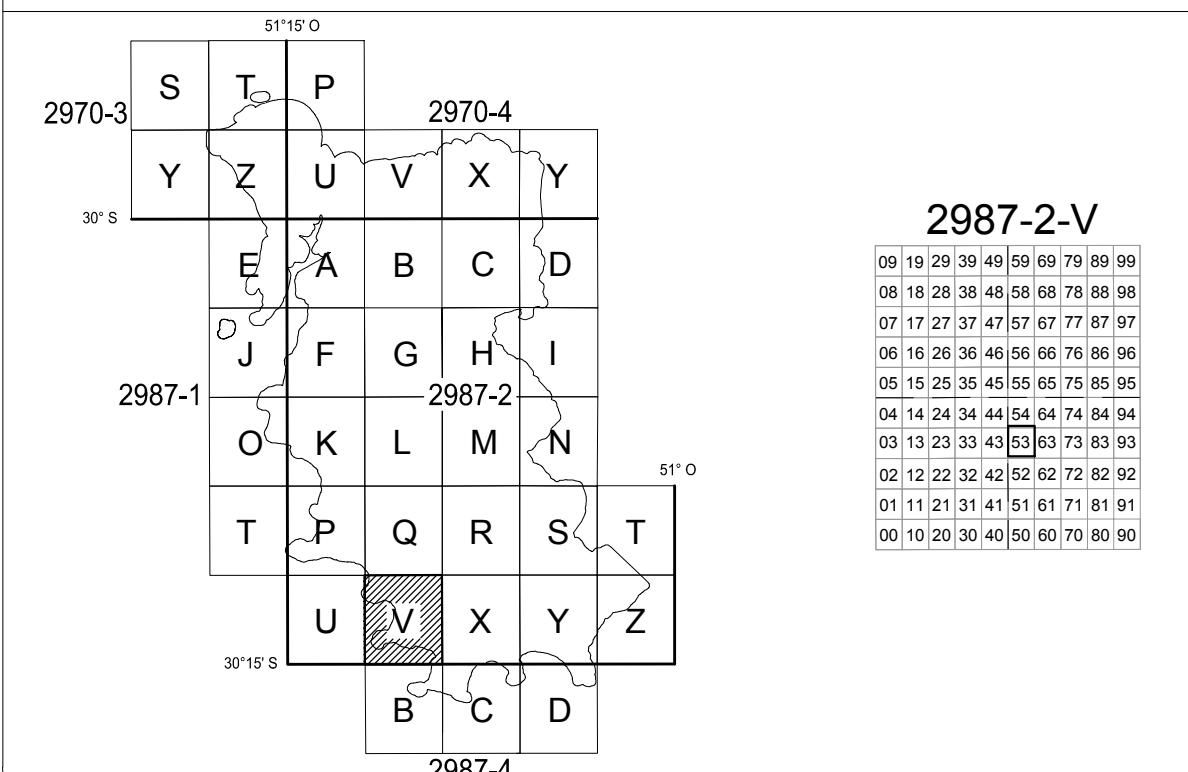 51°15' O
S T P
2970-3
2970-4
Y Z U V X Y
30° S
E A B C D
J F G H I
2987-1
2987-2
O K L M N
51° O
T P Q R S T
U V X Y Z
30°15' S
B C D
2987-4
2987-2-V
09 19 29 39 49 59 69 79 89 99
08 18 28 38 48 58 68 78 88 98
07 17 27 37 47 57 67 77 87 97
06 16 26 36 46 56 66 76 86 96
05 15 25 35 45 55 65 75 85 95
04 14 24 34 44 54 64 74 84 94
03 13 23 33 43 53 63 73 83 93
02 12 22 32 42 52 62 72 82 92
01 11 21 31 41 51 61 71 81 91
00 10 20 30 40 50 60 70 80 90